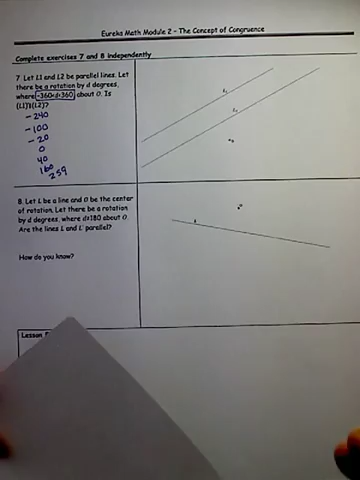 Eureka Math Module 2 – The Concept of Congruence
Complete exercises 7 and 8 independently
7. Let L1 and L2 be parallel lines. Let
there be a rotation by d degrees,
where -360<d<360 about O. Is
(L1)'∥(L2)'?
-240
-100
-20
0
40
160
259
L₁
L₂
O
8. Let L be a line and O be the center
of rotation. Let there be a rotation
by d degrees, where d≠180 about O.
Are the lines L and L' parallel?
How do you know?
O
L
Lesson